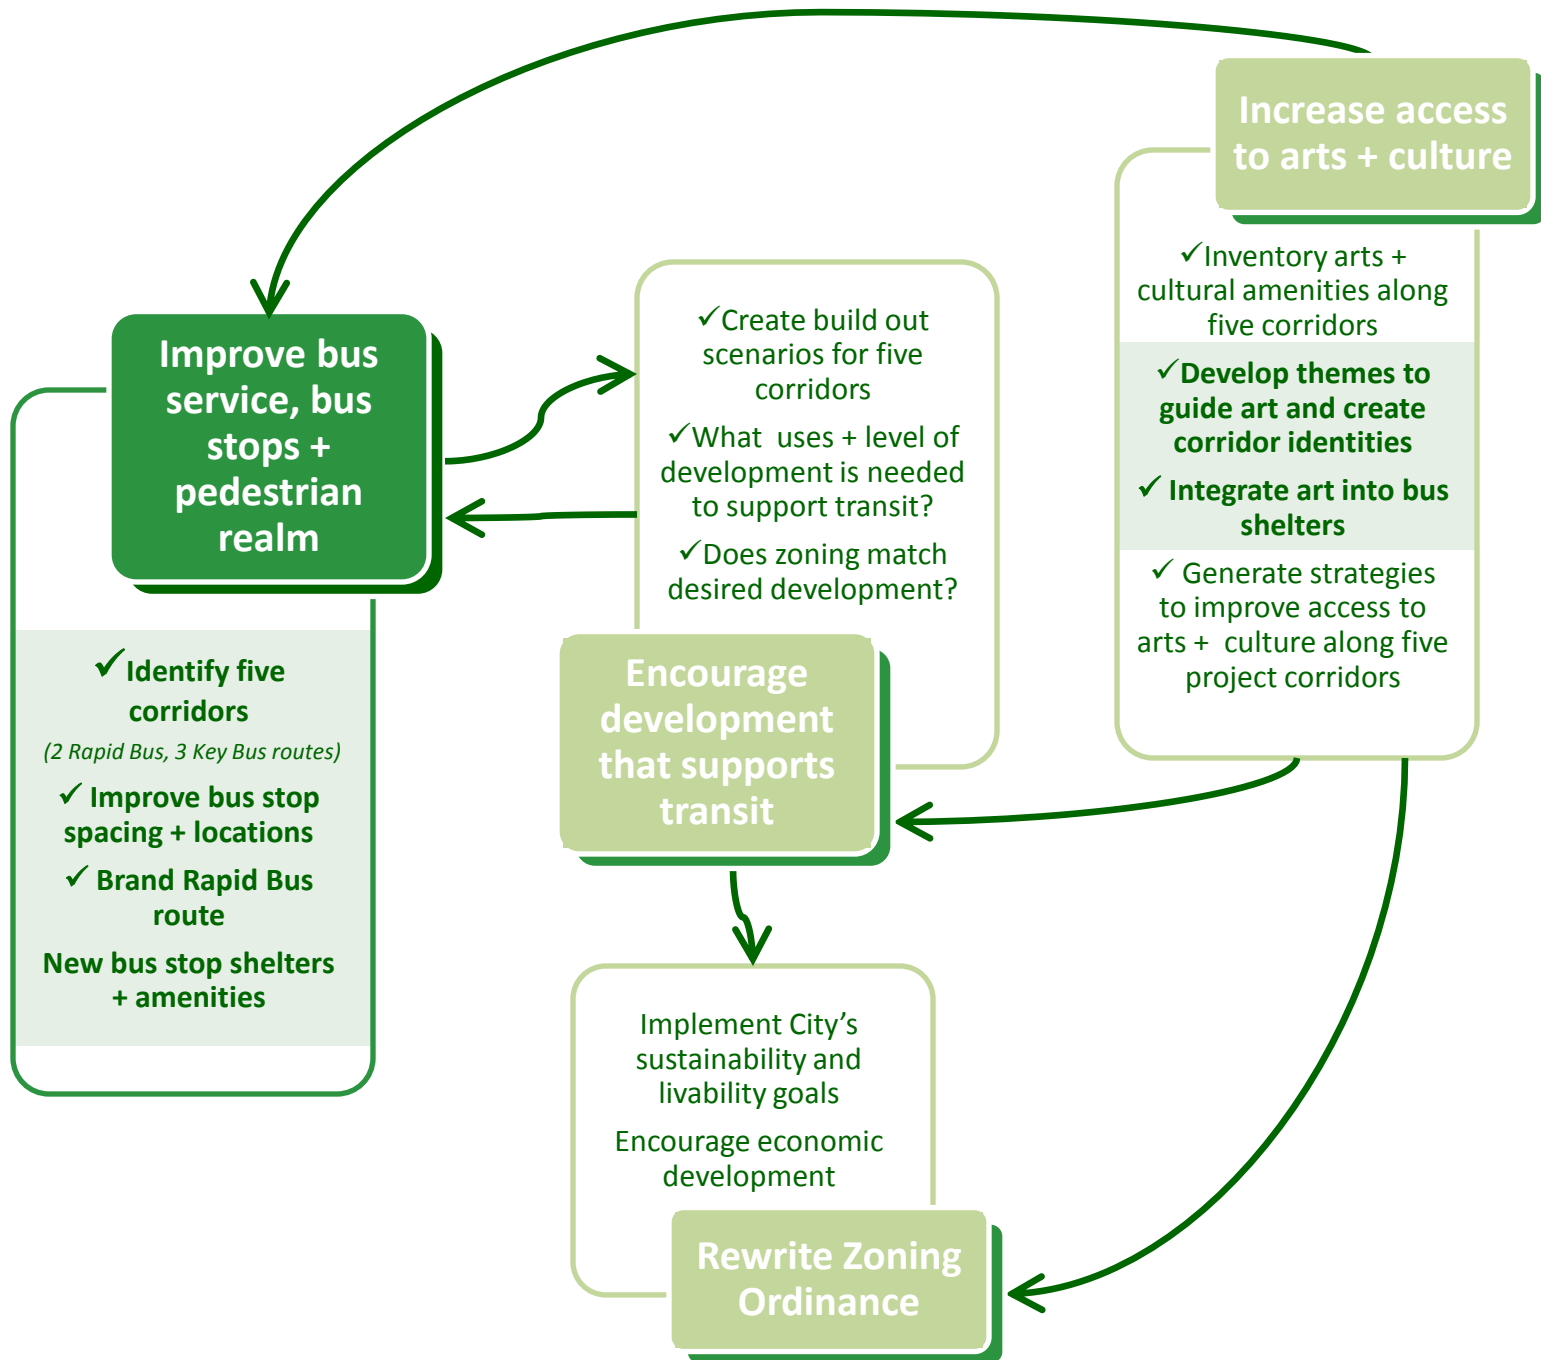 Increase access
to arts + culture
✓Inventory arts +
cultural amenities along
five corridors
✓Develop themes to
guide art and create
corridor identities
✓ Integrate art into bus
shelters
✓ Generate strategies
to improve access to
arts + culture along five
project corridors
Improve bus
service, bus
stops +
pedestrian
realm
✓Identify five
corridors
(2 Rapid Bus, 3 Key Bus routes)
✓ Improve bus stop
spacing + locations
✓ Brand Rapid Bus
route
New bus stop shelters
+ amenities
✓Create build out
scenarios for five
corridors
✓What uses + level of
development is needed
to support transit?
✓Does zoning match
desired development?
Encourage
development
that supports
transit
Implement City’s
sustainability and
livability goals
Encourage economic
development
Rewrite Zoning
Ordinance